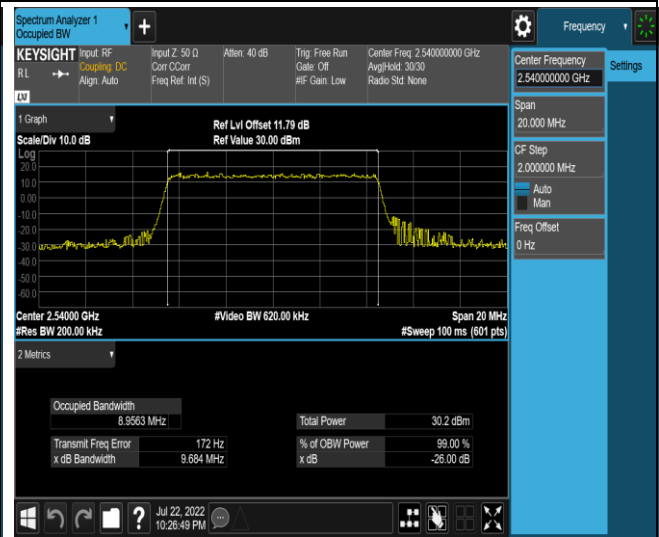 Spectrum Analyzer 1
Occupied BW
+
Frequency
KEYSIGHT
RL
Input: RF
Coupling: DC
Align: Auto
Input Z: 50 Ω
Corr CCorr
Freq Ref: Int (S)
Atten: 40 dB
Trig: Free Run
Gate: Off
#IF Gain: Low
Center Freq: 2.540000000 GHz
Avg|Hold: 30/30
Radio Std: None
LXI
Center Frequency
2.540000000 GHz
Settings
Span
20.000 MHz
CF Step
2.000000 MHz
Auto
Man
Freq Offset
0 Hz
1 Graph
Ref Lvl Offset 11.79 dB
Scale/Div 10.0 dB
Ref Value 30.00 dBm
Log
20.0
10.0
0.00
-10.0
-20.0
-30.0
-40.0
-50.0
-60.0
Center 2.54000 GHz
#Video BW 620.00 kHz
Span 20 MHz
#Res BW 200.00 kHz
#Sweep 100 ms (601 pts)
2 Metrics
Occupied Bandwidth
8.9563 MHz
Total Power 30.2 dBm
Transmit Freq Error 172 Hz
% of OBW Power 99.00 %
x dB Bandwidth 9.684 MHz
x dB -26.00 dB
?
Jul 22, 2022
10:26:49 PM